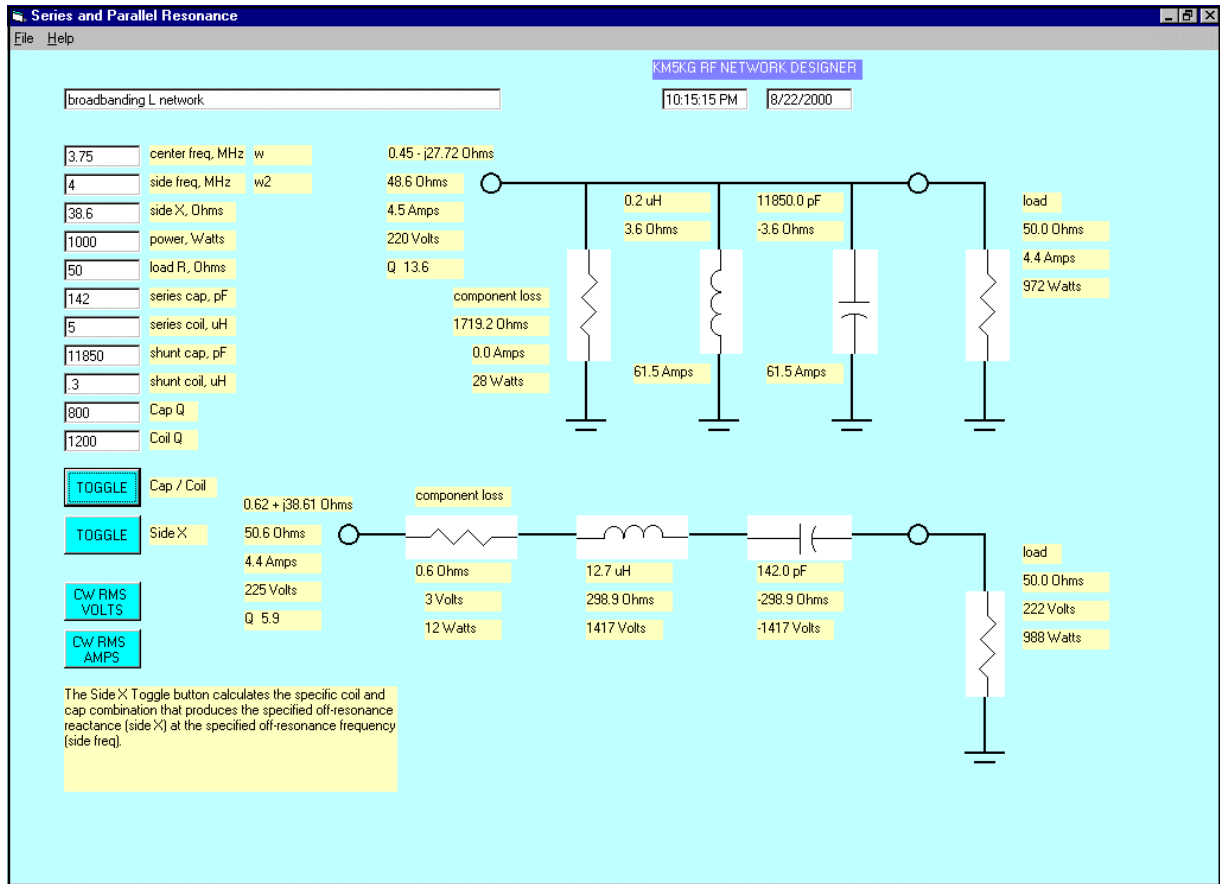 Series and Parallel Resonance
File Help
KM5KG RF NETWORK DESIGNER
broadbanding L network
10:15:15 PM 8/22/2000
3.75 center freq, MHz w
4 side freq, MHz w2
38.6 side X, Ohms
1000 power, Watts
50 load R, Ohms
142 series cap, pF
5 series coil, uH
11850 shunt cap, pF
.3 shunt coil, uH
800 Cap Q
1200 Coil Q
0.45 - j27.72 Ohms
48.6 Ohms
4.5 Amps
220 Volts
Q 13.6
component loss
1719.2 Ohms
0.0 Amps
28 Watts
0.2 uH
3.6 Ohms
61.5 Amps
11850.0 pF
-3.6 Ohms
61.5 Amps
load
50.0 Ohms
4.4 Amps
972 Watts
TOGGLE Cap / Coil
TOGGLE Side X
CW RMS
VOLTS
CW RMS
AMPS
0.62 + j38.61 Ohms
50.6 Ohms
4.4 Amps
225 Volts
Q 5.9
component loss
0.6 Ohms
3 Volts
12 Watts
12.7 uH
298.9 Ohms
1417 Volts
142.0 pF
-298.9 Ohms
-1417 Volts
load
50.0 Ohms
222 Volts
988 Watts
The Side X Toggle button calculates the specific coil and
cap combination that produces the specified off-resonance
reactance (side X) at the specified off-resonance frequency
(side freq).